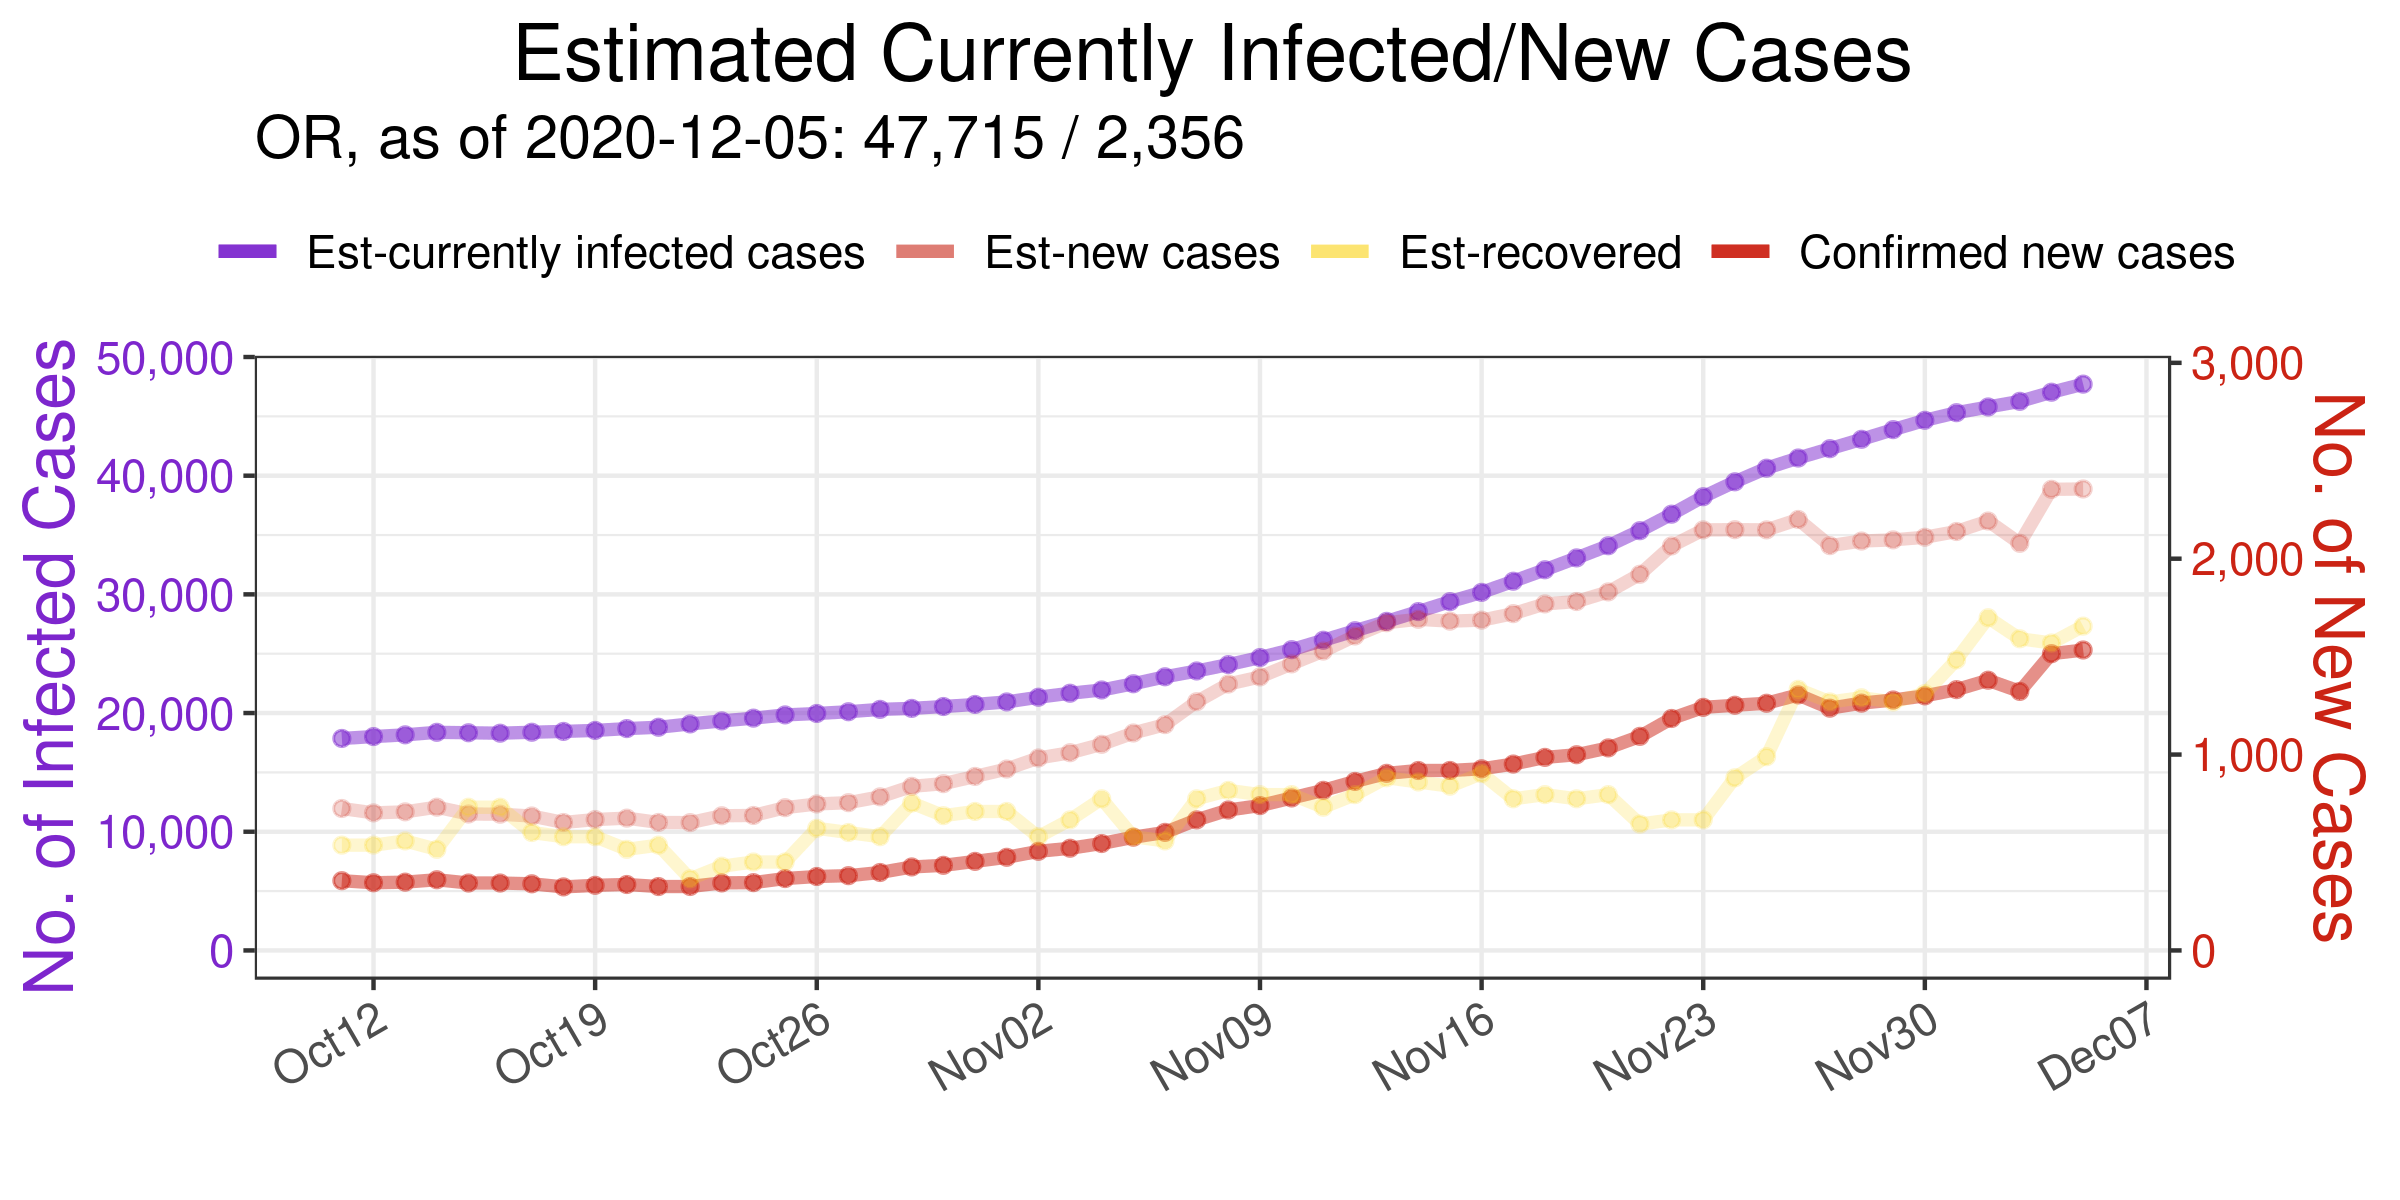 Estimated Currently Infected/New Cases
OR, as of 2020-12-05: 47,715 / 2,356
Est-currently infected cases Est-new cases Est-recovered Confirmed new cases
No. of Infected Cases
50,000
40,000
30,000
20,000
10,000
0
3,000
2,000
1,000
0
No. of New Cases
Oct12 Oct19 Oct26 Nov02 Nov09 Nov16 Nov23 Nov30 Dec07